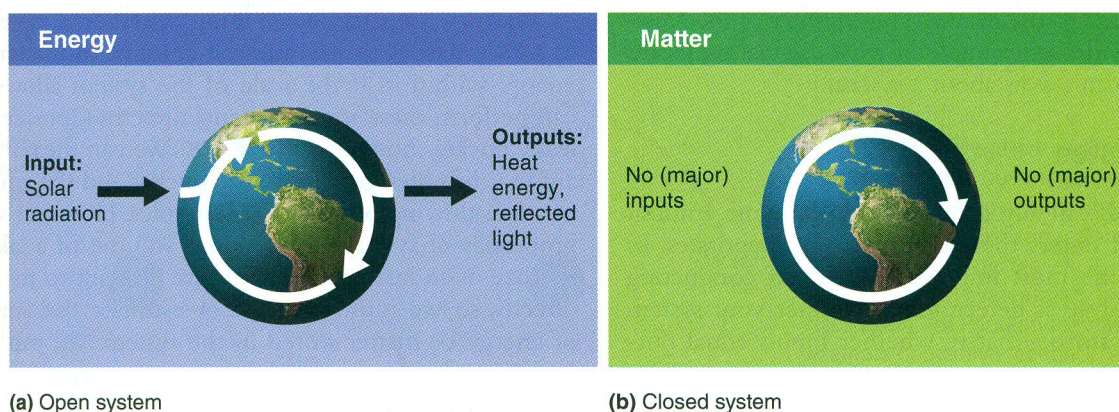 Energy
Input:
Solar
radiation
Outputs:
Heat
energy,
reflected
light
(a) Open system
Matter
No (major)
inputs
No (major)
outputs
(b) Closed system